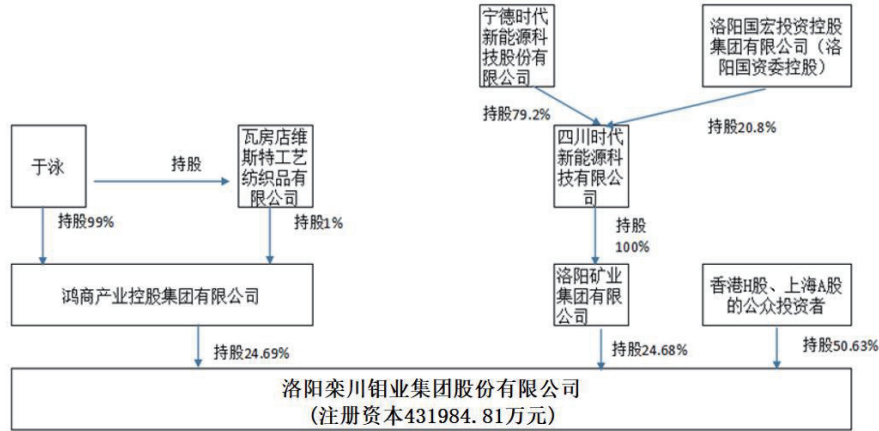 宁德时代
新能源科
技股份有
限公司
洛阳国宏投资控股
集团有限公司（洛
阳国资委控股）
持股79.2%
持股20.8%
于泳
持股
瓦房店维
斯特工艺
纺织品有
限公司
四川时代
新能源科
技有限公
司
持股99%
持股1%
持股
100%
鸿商产业控股集团有限公司
洛阳矿业
集团有限
公司
香港H股、上海A股
的公众投资者
持股24.69%
持股24.68%
持股50.63%
洛阳栾川钼业集团股份有限公司
(注册资本431984.81万元)